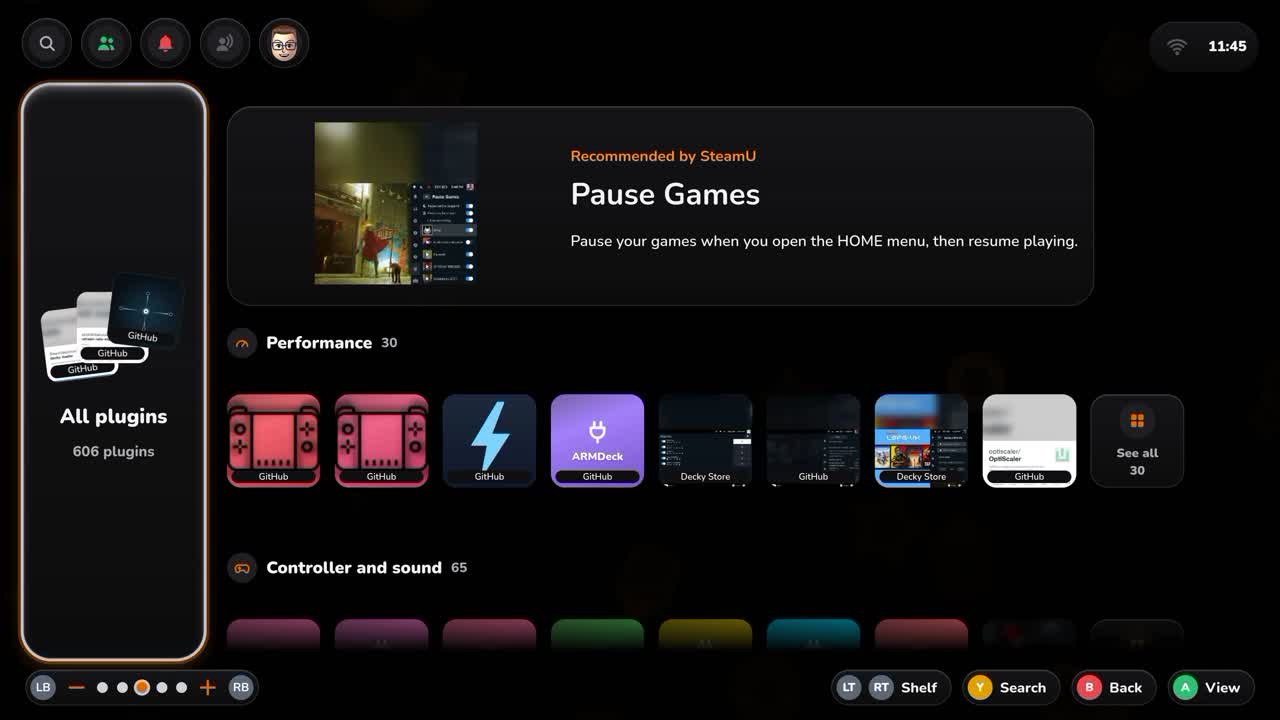 11:45
Recommended by SteamU
Pause Games
Pause your games when you open the HOME menu, then resume playing.
Pause Games
GitHub
GitHub
GitHub
All plugins
606 plugins
Performance 30
GitHub
GitHub
GitHub
ARMDeck
GitHub
Decky Store
GitHub
Decky Store
optiscaler/
OptiScaler
GitHub
See all
30
Controller and sound 65
LB
RB
LT RT Shelf
Y Search
B Back
A View